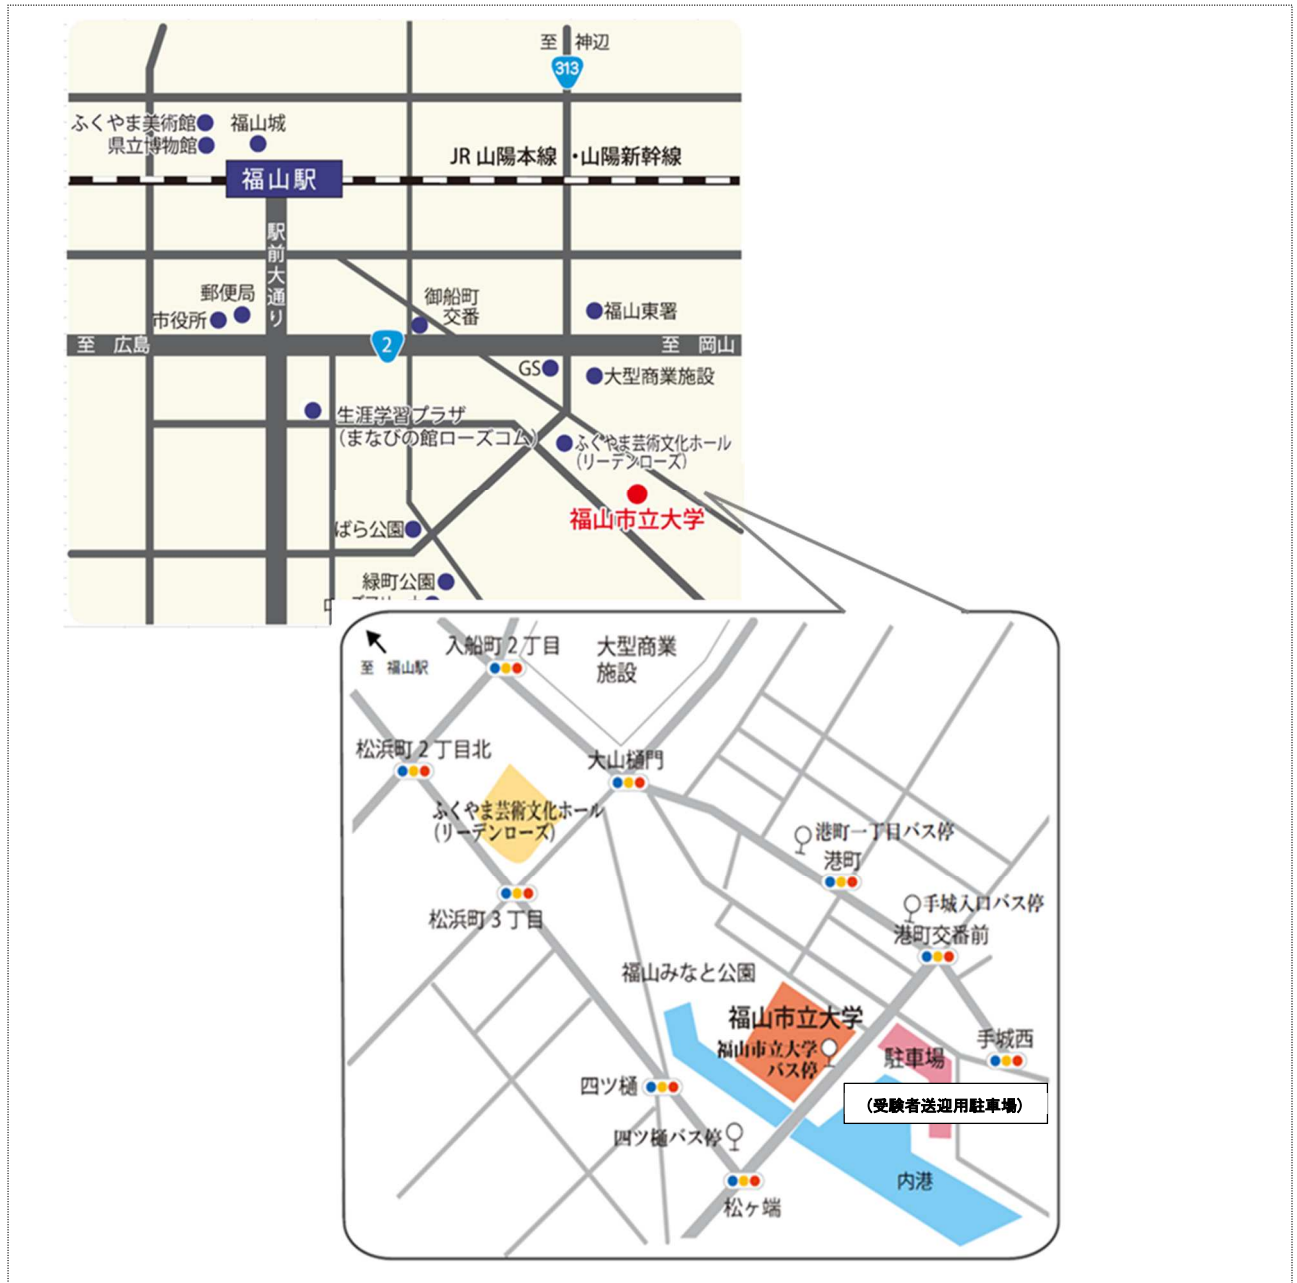 至 神辺
313
ふくやま美術館
福山城
県立博物館
JR 山陽本線・山陽新幹線
福山駅
駅前大通り
郵便局
市役所
御船町
交番
福山東署
至 広島
2
至 岡山
GS
大型商業施設
生涯学習プラザ
(まなびの館ローズコム)
ふくやま芸術文化ホール
(リーデンローズ)
福山市立大学
ばら公園
緑町公園
至 福山駅
入船町2丁目
大型商業
施設
松浜町2丁目北
大山樋門
ふくやま芸術文化ホール
(リーデンローズ)
港町一丁目バス停
港町
松浜町3丁目
手城入口バス停
港町交番前
福山みなと公園
福山市立大学
福山市立大学
バス停
駐車場
手城西
四ツ樋
(受験者送迎用駐車場)
四ツ樋バス停
内港
松ヶ端